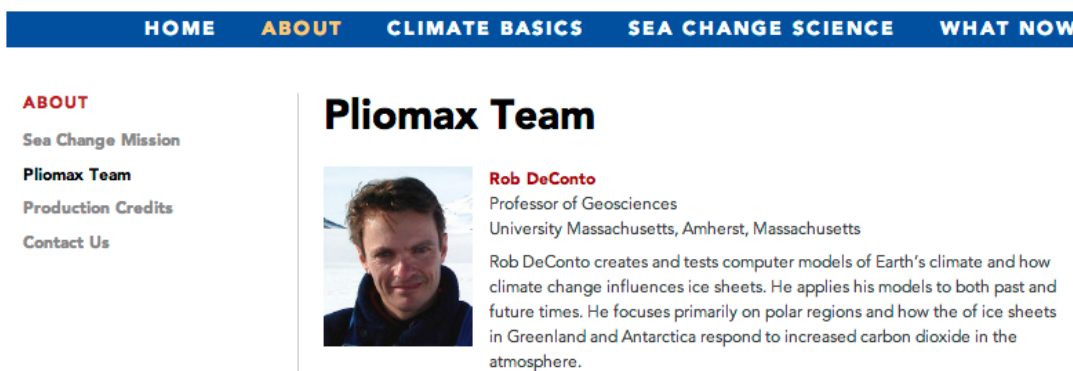 HOME ABOUT CLIMATE BASICS SEA CHANGE SCIENCE WHAT NOW
ABOUT
Sea Change Mission
Pliomax Team
Production Credits
Contact Us
Pliomax Team
Rob DeConto
Professor of Geosciences
University Massachusetts, Amherst, Massachusetts
Rob DeConto creates and tests computer models of Earth's climate and how
climate change influences ice sheets. He applies his models to both past and
future times. He focuses primarily on polar regions and how the of ice sheets
in Greenland and Antarctica respond to increased carbon dioxide in the
atmosphere.